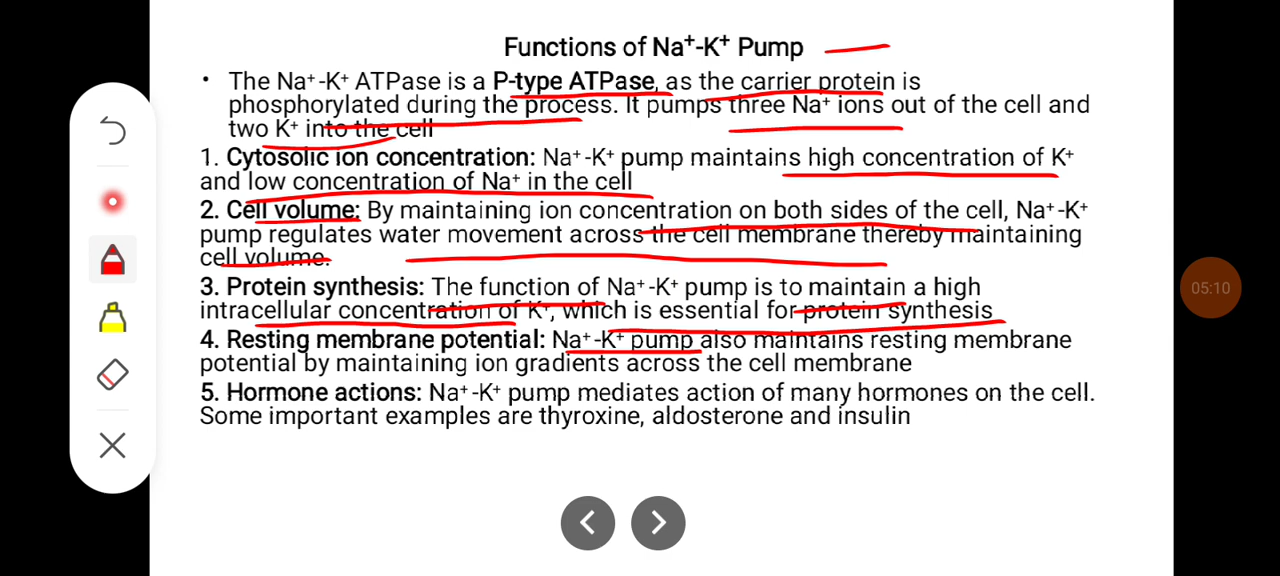 Functions of Na⁺-K⁺ Pump
• The Na⁺-K⁺ ATPase is a P-type ATPase, as the carrier protein is
phosphorylated during the process. It pumps three Na⁺ ions out of the cell and
two K⁺ into the cell
1. Cytosolic ion concentration: Na⁺-K⁺ pump maintains high concentration of K⁺
and low concentration of Na⁺ in the cell
2. Cell volume: By maintaining ion concentration on both sides of the cell, Na⁺-K⁺
pump regulates water movement across the cell membrane thereby maintaining
cell volume.
3. Protein synthesis: The function of Na⁺-K⁺ pump is to maintain a high
intracellular concentration of K⁺, which is essential for protein synthesis
4. Resting membrane potential: Na⁺-K⁺ pump also maintains resting membrane
potential by maintaining ion gradients across the cell membrane
5. Hormone actions: Na⁺-K⁺ pump mediates action of many hormones on the cell.
Some important examples are thyroxine, aldosterone and insulin
05:10